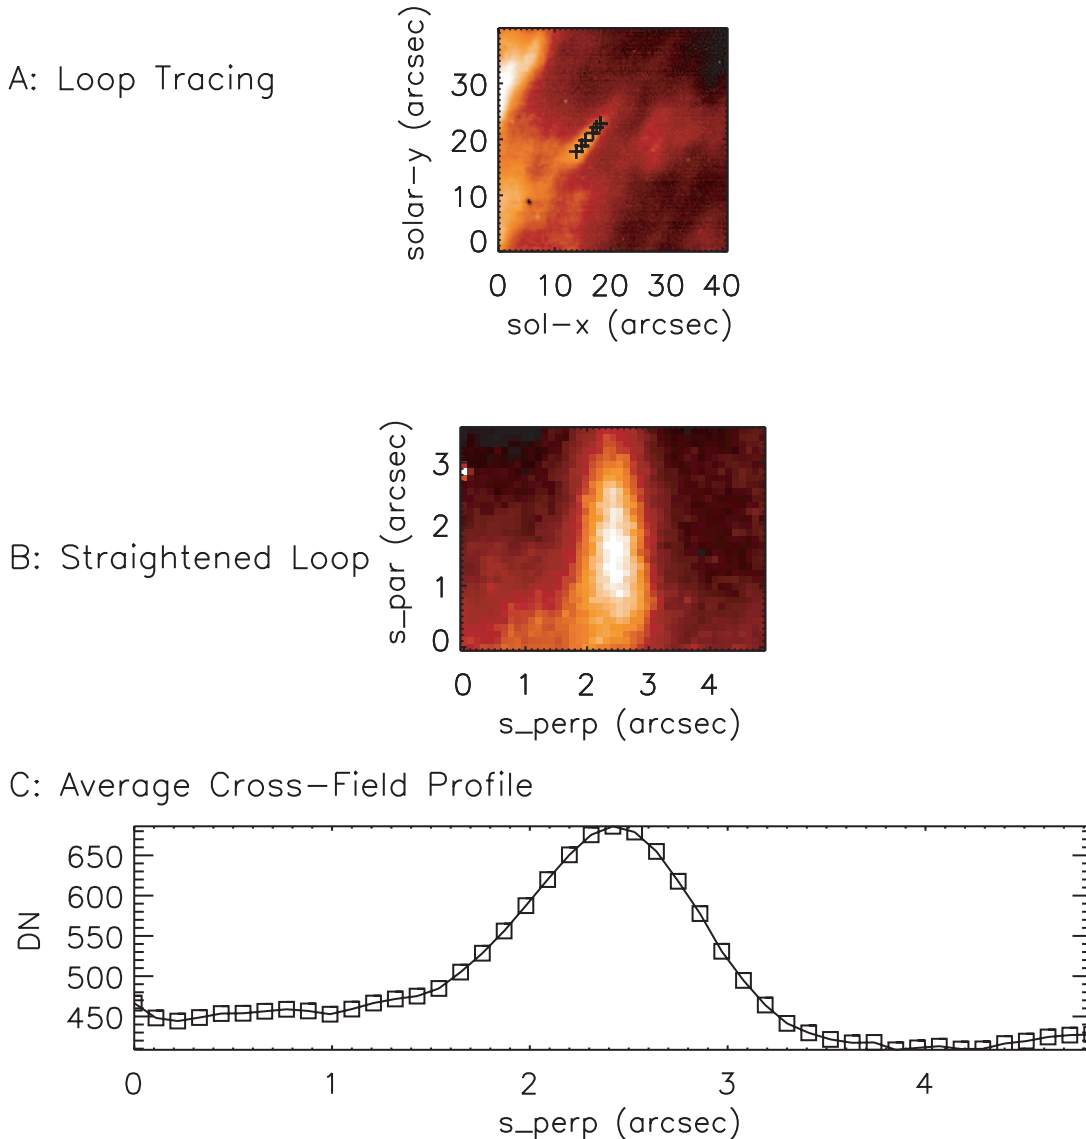 A: Loop Tracing
solar-y (arcsec)
30
20
10
0
0 10 20 30 40
sol-x (arcsec)
B: Straightened Loop
s_par (arcsec)
3
2
1
0
0 1 2 3 4
s_perp (arcsec)
C: Average Cross-Field Profile
DN
650
600
550
500
450
0 1 2 3 4
s_perp (arcsec)